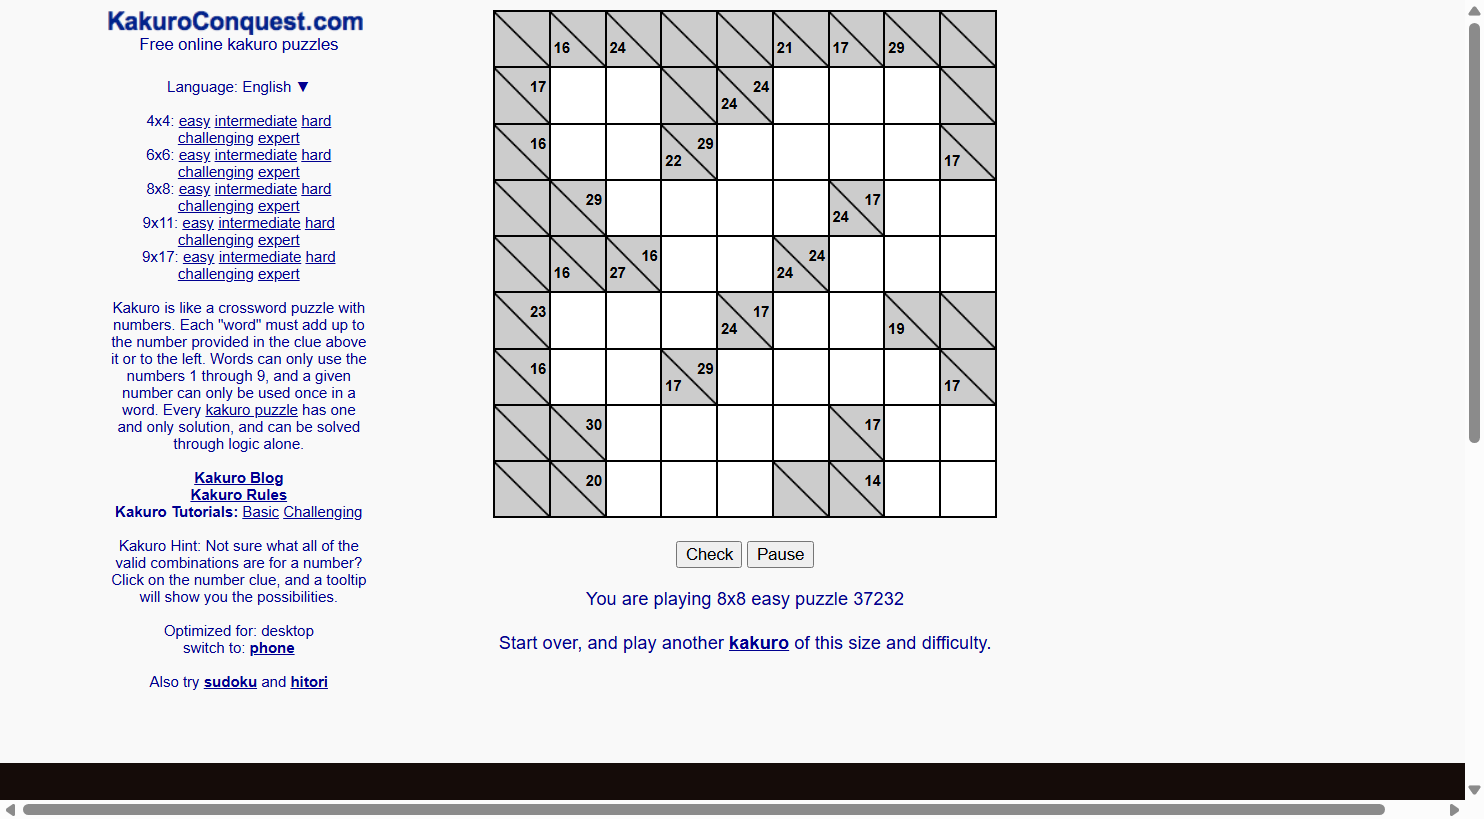 KakuroConquest.com
Free online kakuro puzzles
Language: English ▼
4x4: easy intermediate hard
challenging expert
6x6: easy intermediate hard
challenging expert
8x8: easy intermediate hard
challenging expert
9x11: easy intermediate hard
challenging expert
9x17: easy intermediate hard
challenging expert
Kakuro is like a crossword puzzle with
numbers. Each "word" must add up to
the number provided in the clue above
it or to the left. Words can only use the
numbers 1 through 9, and a given
number can only be used once in a
word. Every kakuro puzzle has one
and only solution, and can be solved
through logic alone.
Kakuro Blog
Kakuro Rules
Kakuro Tutorials: Basic Challenging
Kakuro Hint: Not sure what all of the
valid combinations are for a number?
Click on the number clue, and a tooltip
will show you the possibilities.
Optimized for: desktop
switch to: phone
Also try sudoku and hitori
16 24 21 17 29
17 24
24
16 29
22 17
29 17
24
16 24
16 27 24
23 17
24 19
16 29
17 17
30 17
20 14
Check Pause
You are playing 8x8 easy puzzle 37232
Start over, and play another kakuro of this size and difficulty.